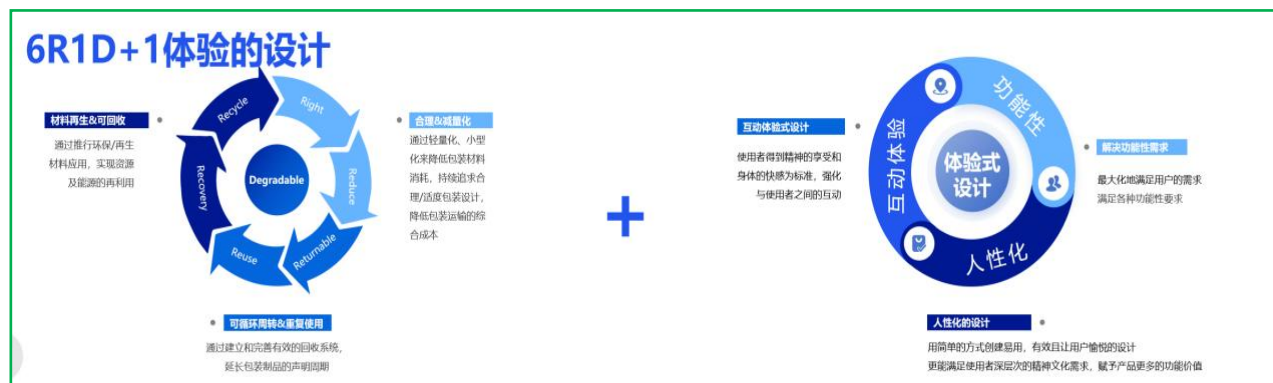 6R1D+1体验的设计
Recycle
Right
Reduce
Returnable
Reuse
Recovery
Degradable
材料再生&可回收
通过推行环保/再生
材料应用，实现资源
及能源的再利用
合理&减量化
通过轻量化、小型
化来降低包装材料
消耗，持续追求合
理/适度包装设计，
降低包装运输的综
合成本
可循环周转&重复使用
通过建立和完善有效的回收系统，
延长包装制品的声明周期
+
互动体验式设计
使用者得到精神的享受和
身体的快感为标准，强化
与使用者之间的互动
互动体验
功能性
人性化
体验式
设计
解决功能性需求
最大化地满足用户的需求
满足各种功能性要求
人性化的设计
用简单的方式创建易用，有效且让用户愉悦的设计
更能满足使用者深层次的精神文化需求，赋予产品更多的功能价值